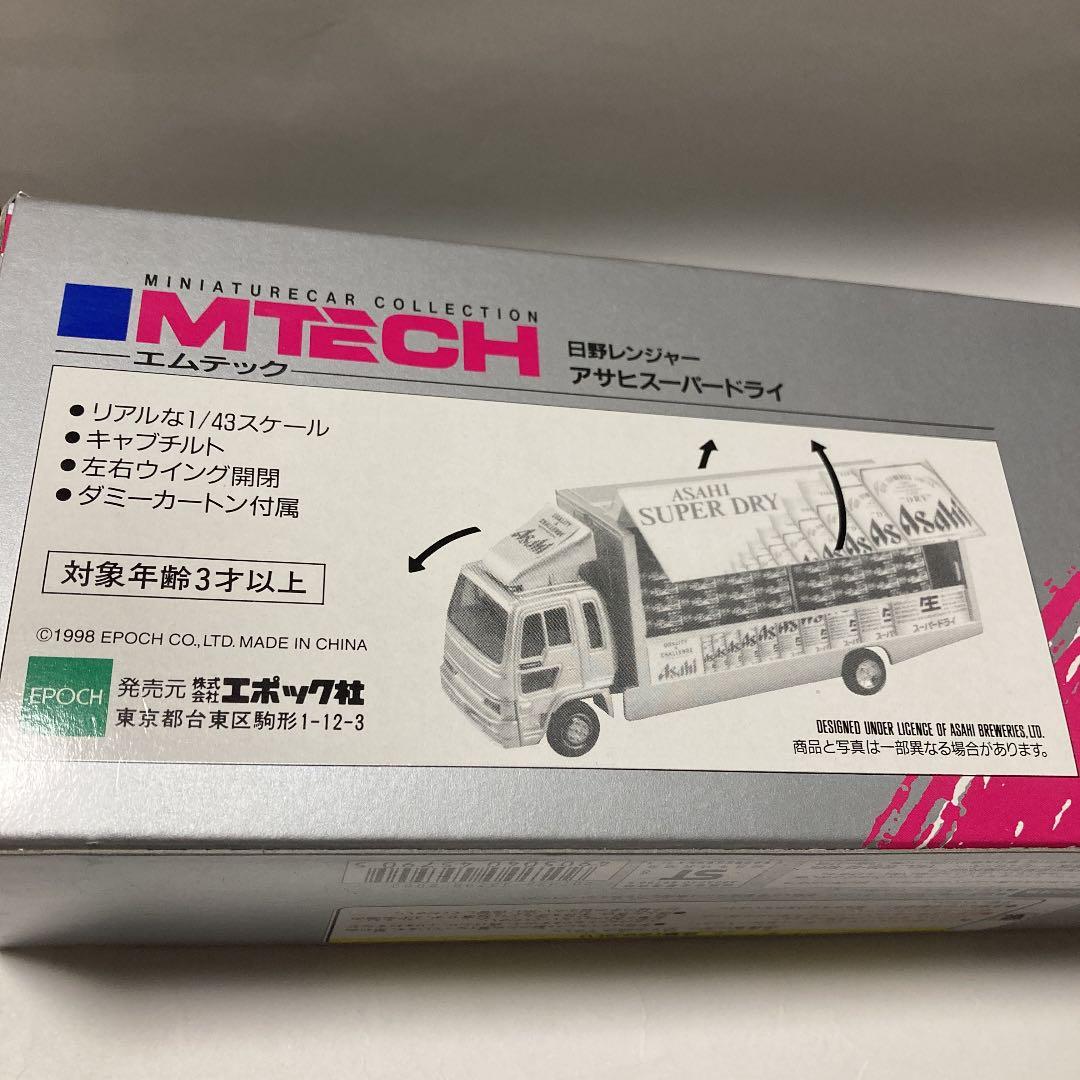 MINIATURECAR COLLECTION
MTECH
エムテック
日野レンジャー
アサヒスーパードライ
● リアルな1/43スケール
● キャブチルト
● 左右ウイング開閉
● ダミーカートン付属
対象年齢3才以上
©1998 EPOCH CO., LTD. MADE IN CHINA
EPOCH
発売元 株式会社エポック社
東京都台東区駒形1-12-3
ASAHI
SUPER DRY
Asahi
Asahi
QUALITY & CHALLENGE
Asahi
生
スーパードライ
DESIGNED UNDER LICENCE OF ASAHI BREWERIES, LTD.
商品と写真は一部異なる場合があります。
ST